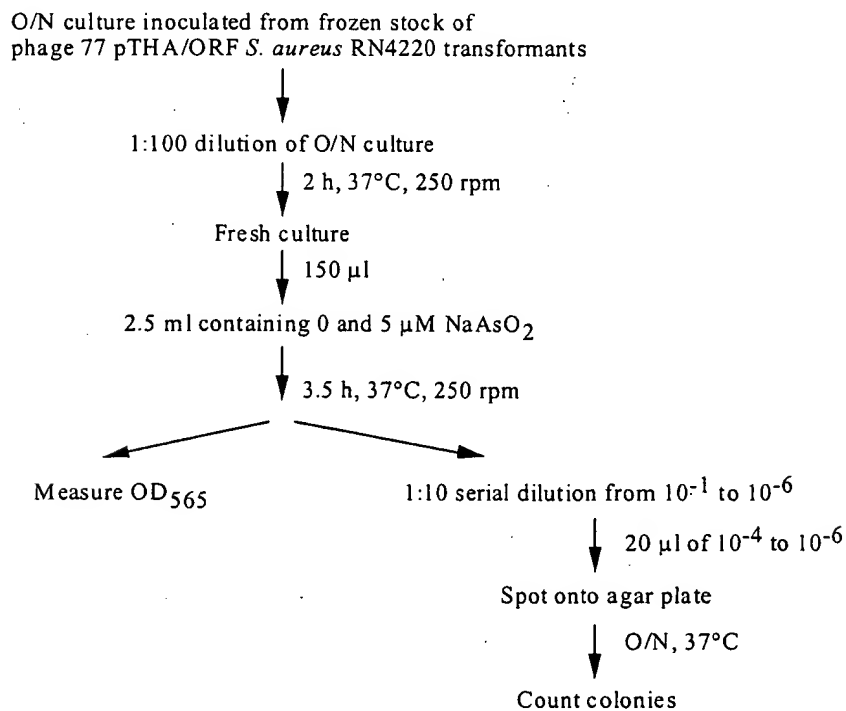 O/N culture inoculated from frozen stock of
phage 77 pTHA/ORF S. aureus RN4220 transformants
1:100 dilution of O/N culture
2 h, 37°C, 250 rpm
Fresh culture
150 µl
2.5 ml containing 0 and 5 µM NaAsO₂
3.5 h, 37°C, 250 rpm
Measure OD₅₆₅
1:10 serial dilution from 10⁻¹ to 10⁻⁶
20 µl of 10⁻⁴ to 10⁻⁶
Spot onto agar plate
O/N, 37°C
Count colonies